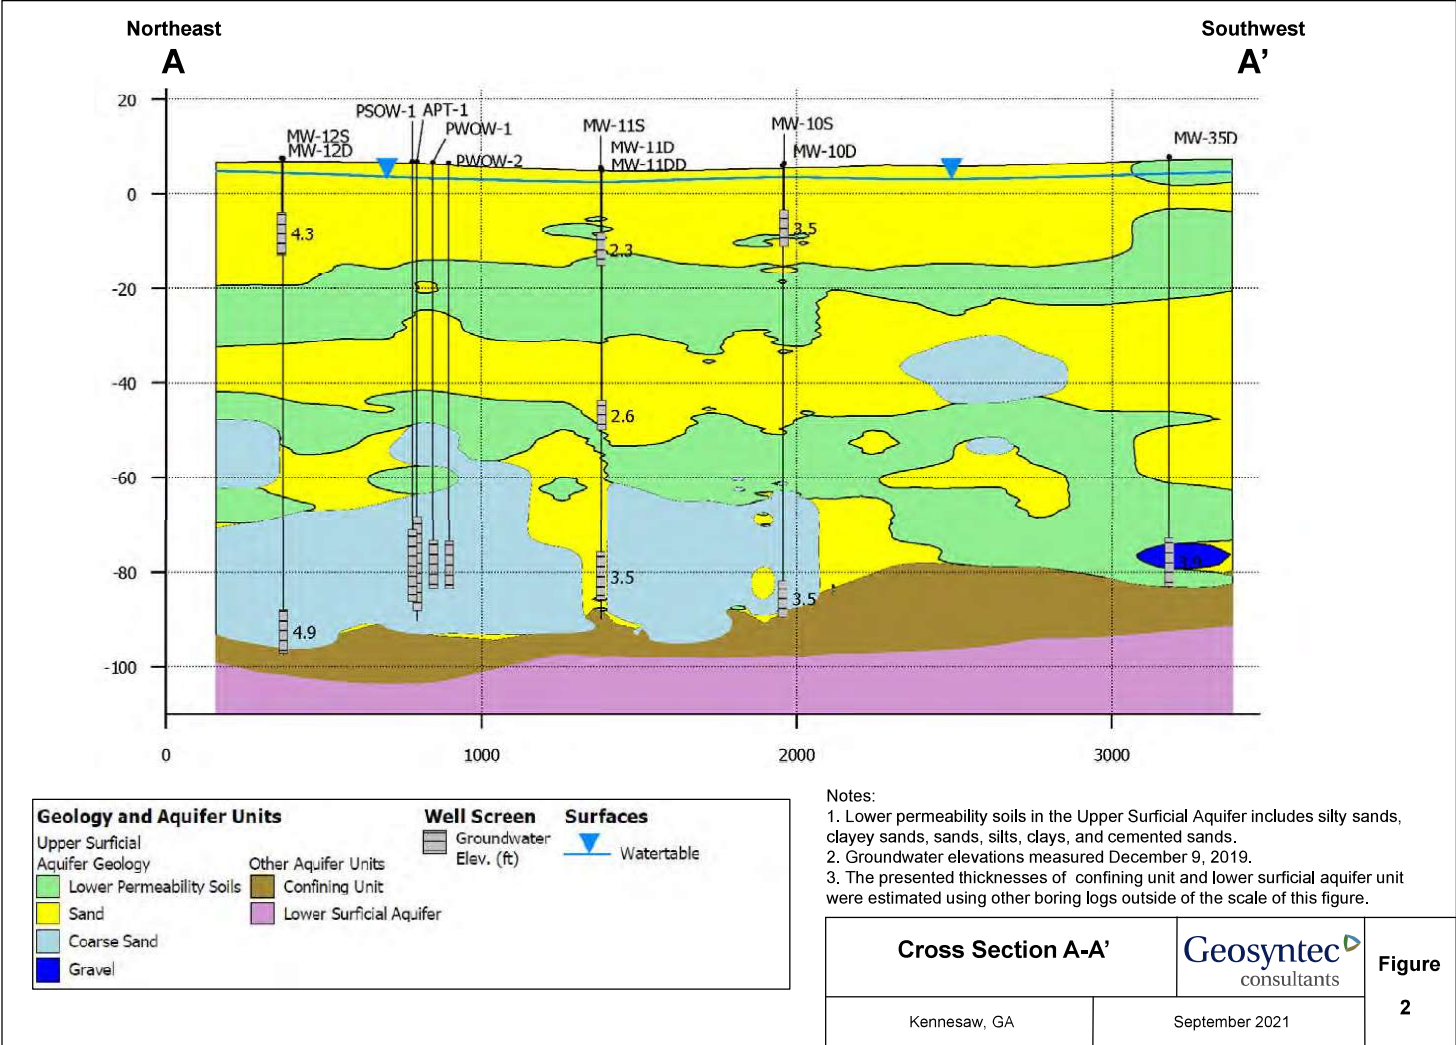 Northeast
A
Southwest
A’
PSOW-1 APT-1
PWOW-1
PWOW-2
MW-12S
MW-12D
MW-11S
MW-11D
MW-11DD
MW-10S
MW-10D
MW-35D
20
0
-20
-40
-60
-80
-100
4.3
2.3
3.5
2.6
3.5
3.5
4.9
3.9
0
1000
2000
3000
Geology and Aquifer Units
Upper Surficial
Aquifer Geology
Lower Permeability Soils
Sand
Coarse Sand
Gravel
Other Aquifer Units
Confining Unit
Lower Surficial Aquifer
Well Screen
Groundwater
Elev. (ft)
Surfaces
Watertable
Notes:
1. Lower permeability soils in the Upper Surficial Aquifer includes silty sands,
clayey sands, sands, silts, clays, and cemented sands.
2. Groundwater elevations measured December 9, 2019.
3. The presented thicknesses of confining unit and lower surficial aquifer unit
were estimated using other boring logs outside of the scale of this figure.
Cross Section A-A’
Geosyntec
consultants
Figure
2
Kennesaw, GA
September 2021